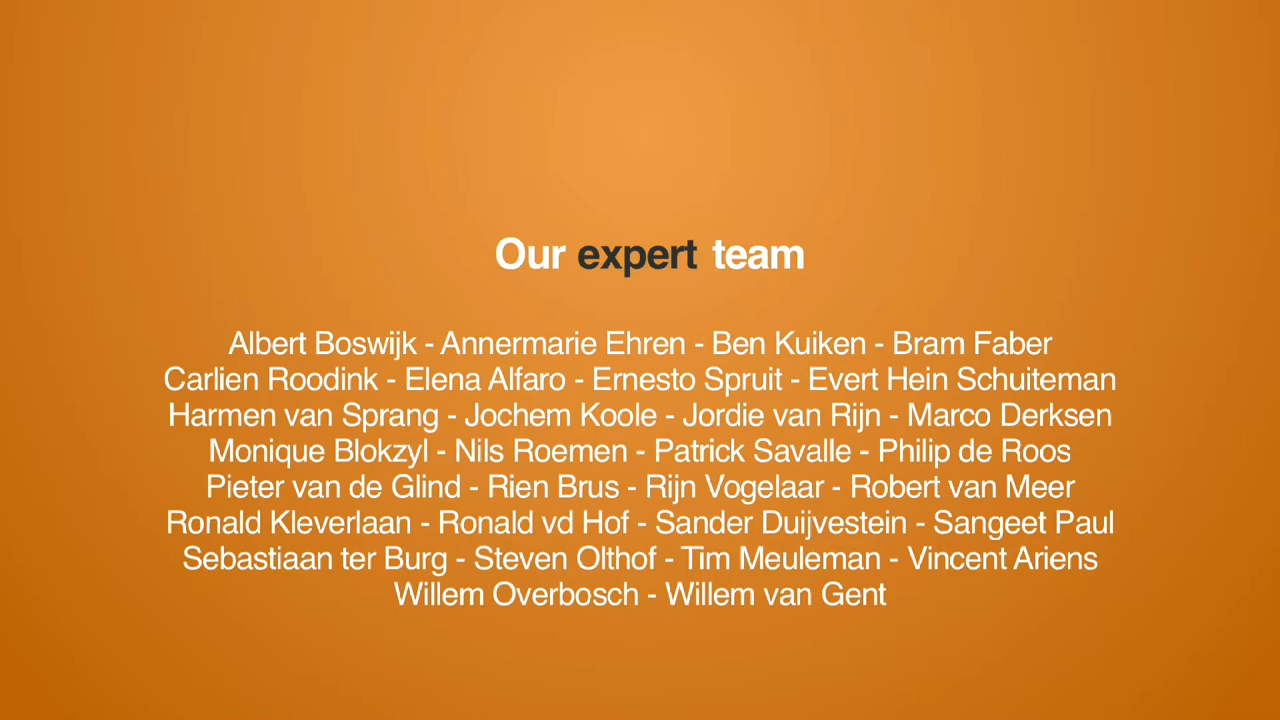 Our expert team
Albert Boswijk - Annermarie Ehren - Ben Kuiken - Bram Faber
Carlien Roodink - Elena Alfaro - Ernesto Spruit - Evert Hein Schuiteman
Harmen van Sprang - Jochem Koole - Jordie van Rijn - Marco Derksen
Monique Blokzyl - Nils Roemen - Patrick Savalle - Philip de Roos
Pieter van de Glind - Rien Brus - Rijn Vogelaar - Robert van Meer
Ronald Kleverlaan - Ronald vd Hof - Sander Duijvestein - Sangeet Paul
Sebastiaan ter Burg - Steven Olthof - Tim Meuleman - Vincent Ariens
Willem Overbosch - Willem van Gent